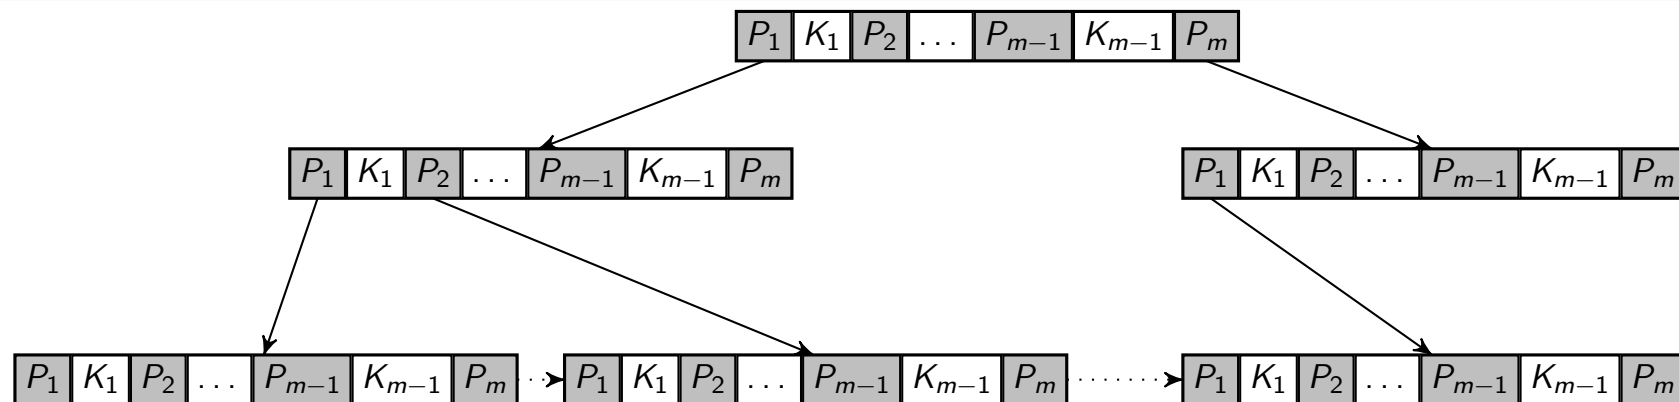 P₁ K₁ P₂ ... Pₘ₋₁ Kₘ₋₁ Pₘ
P₁ K₁ P₂ ... Pₘ₋₁ Kₘ₋₁ Pₘ
P₁ K₁ P₂ ... Pₘ₋₁ Kₘ₋₁ Pₘ
P₁ K₁ P₂ ... Pₘ₋₁ Kₘ₋₁ Pₘ
P₁ K₁ P₂ ... Pₘ₋₁ Kₘ₋₁ Pₘ
P₁ K₁ P₂ ... Pₘ₋₁ Kₘ₋₁ Pₘ